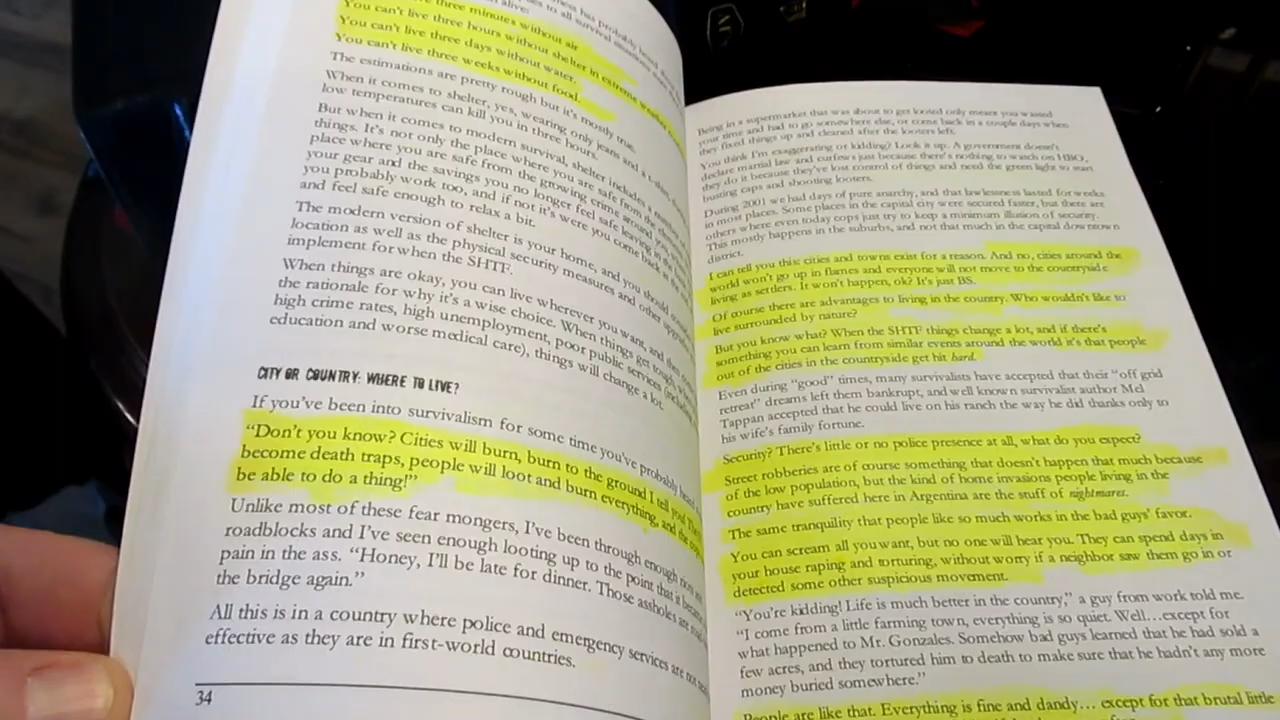 three minutes without air
You can't live three hours without shelter in extreme
You can't live three days without water.
You can't live three weeks without food.
The estimations are pretty rough but it's mostly true.
When it comes to shelter, yes, wearing only jeans and a t-shirt,
low temperatures can kill you in three hours.
But when it comes to modern survival, shelter includes a
things. It's not only the place where you are safe from the
place where you are safe from the growing crime around you,
your gear and the savings you no longer feel safe leaving in the
you probably work too, and if not it's were you come back
and feel safe enough to relax a bit.
The modern version of shelter is your home, and you should
location as well as the physical security measures and other
implement for when the SHTF.
When things are okay, you can live wherever you want, and
the rationale for why it's a wise choice. When things get tough
high crime rates, high unemployment, poor public services (including
education and worse medical care), things will change a lot.
CITY OR COUNTRY: WHERE TO LIVE?
If you've been into survivalism for some time you've probably heard
"Don't you know? Cities will burn, burn to the ground I tell you!
become death traps, people will loot and burn everything, and the
be able to do a thing!"
Unlike most of these fear mongers, I've been through enough
roadblocks and I've seen enough looting up to the point that it
pain in the ass. "Honey, I'll be late for dinner. Those assholes are
the bridge again."
All this is in a country where police and emergency services are not
effective as they are in first-world countries.
34
Being in a supermarket that was about to get looted only meant you wasted
your time and had to go somewhere else, or come back in a couple days when
they fixed things up and cleaned after the looters left.
You think I'm exaggerating or kidding? Look it up. A government doesn't
declare martial law and curfews just because there's nothing to watch on HBO,
they do it because they've lost control of things and need the green light to start
busting caps and shooting looters.
During 2001 we had days of pure anarchy, and that lawlessness lasted for weeks
in most places. Some places in the capital city were secured faster, but there are
others where even today cops just try to keep a minimum illusion of security.
This mostly happens in the suburbs, and not that much in the capital downtown
district.
I can tell you this: cities and towns exist for a reason. And no, cities around the
world won't go up in flames and everyone will not move to the countryside
living as settlers. It won't happen, ok? It's just BS.
Of course there are advantages to living in the country. Who wouldn't like to
live surrounded by nature?
But you know what? When the SHTF things change a lot, and if there's
something you can learn from similar events around the world it's that people
out of the cities in the countryside get hit hard.
Even during "good" times, many survivalists have accepted that their "off grid
retreat" dreams left them bankrupt, and well known survivalist author Mel
Tappan accepted that he could live on his ranch the way he did thanks only to
his wife's family fortune.
Security? There's little or no police presence at all, what do you expect?
Street robberies are of course something that doesn't happen that much because
of the low population, but the kind of home invasions people living in the
country have suffered here in Argentina are the stuff of nightmares.
The same tranquility that people like so much works in the bad guys' favor.
You can scream all you want, but no one will hear you. They can spend days in
your house raping and torturing, without worry if a neighbor saw them go in or
detected some other suspicious movement.
"You're kidding! Life is much better in the country," a guy from work told me.
"I come from a little farming town, everything is so quiet. Well...except for
what happened to Mr. Gonzales. Somehow bad guys learned that he had sold a
few acres, and they tortured him to death to make sure that he hadn't any more
money buried somewhere."
People are like that. Everything is fine and dandy... except for that brutal little